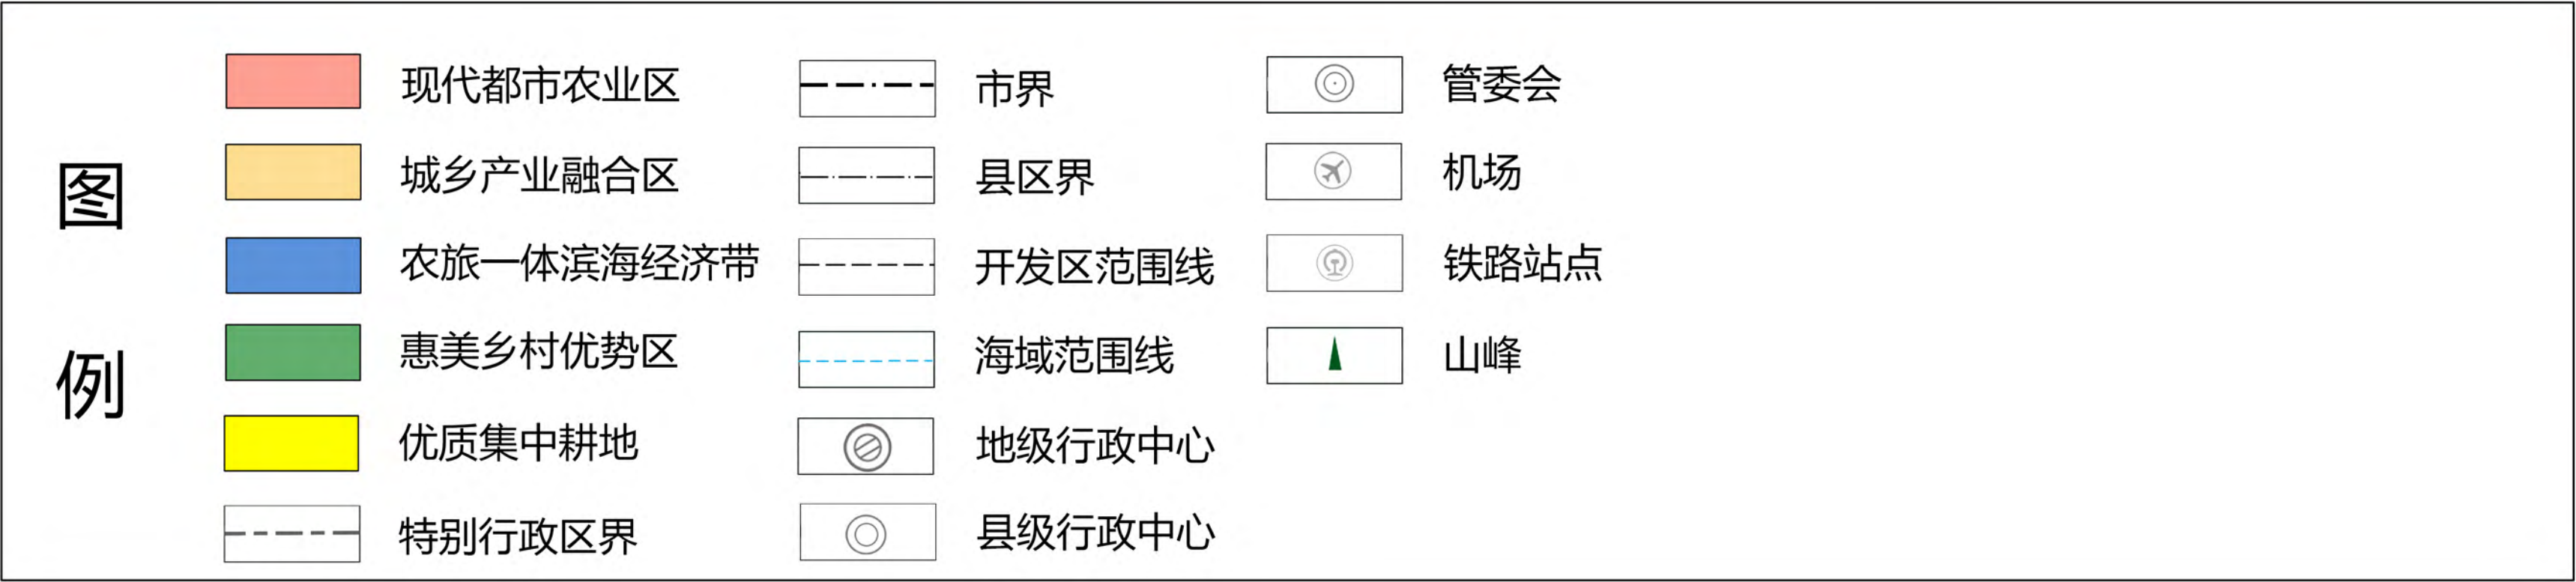 图例
现代都市农业区
城乡产业融合区
农旅一体滨海经济带
惠美乡村优势区
优质集中耕地
特别行政区界
市界
县区界
开发区范围线
海域范围线
地级行政中心
县级行政中心
管委会
机场
铁路站点
山峰